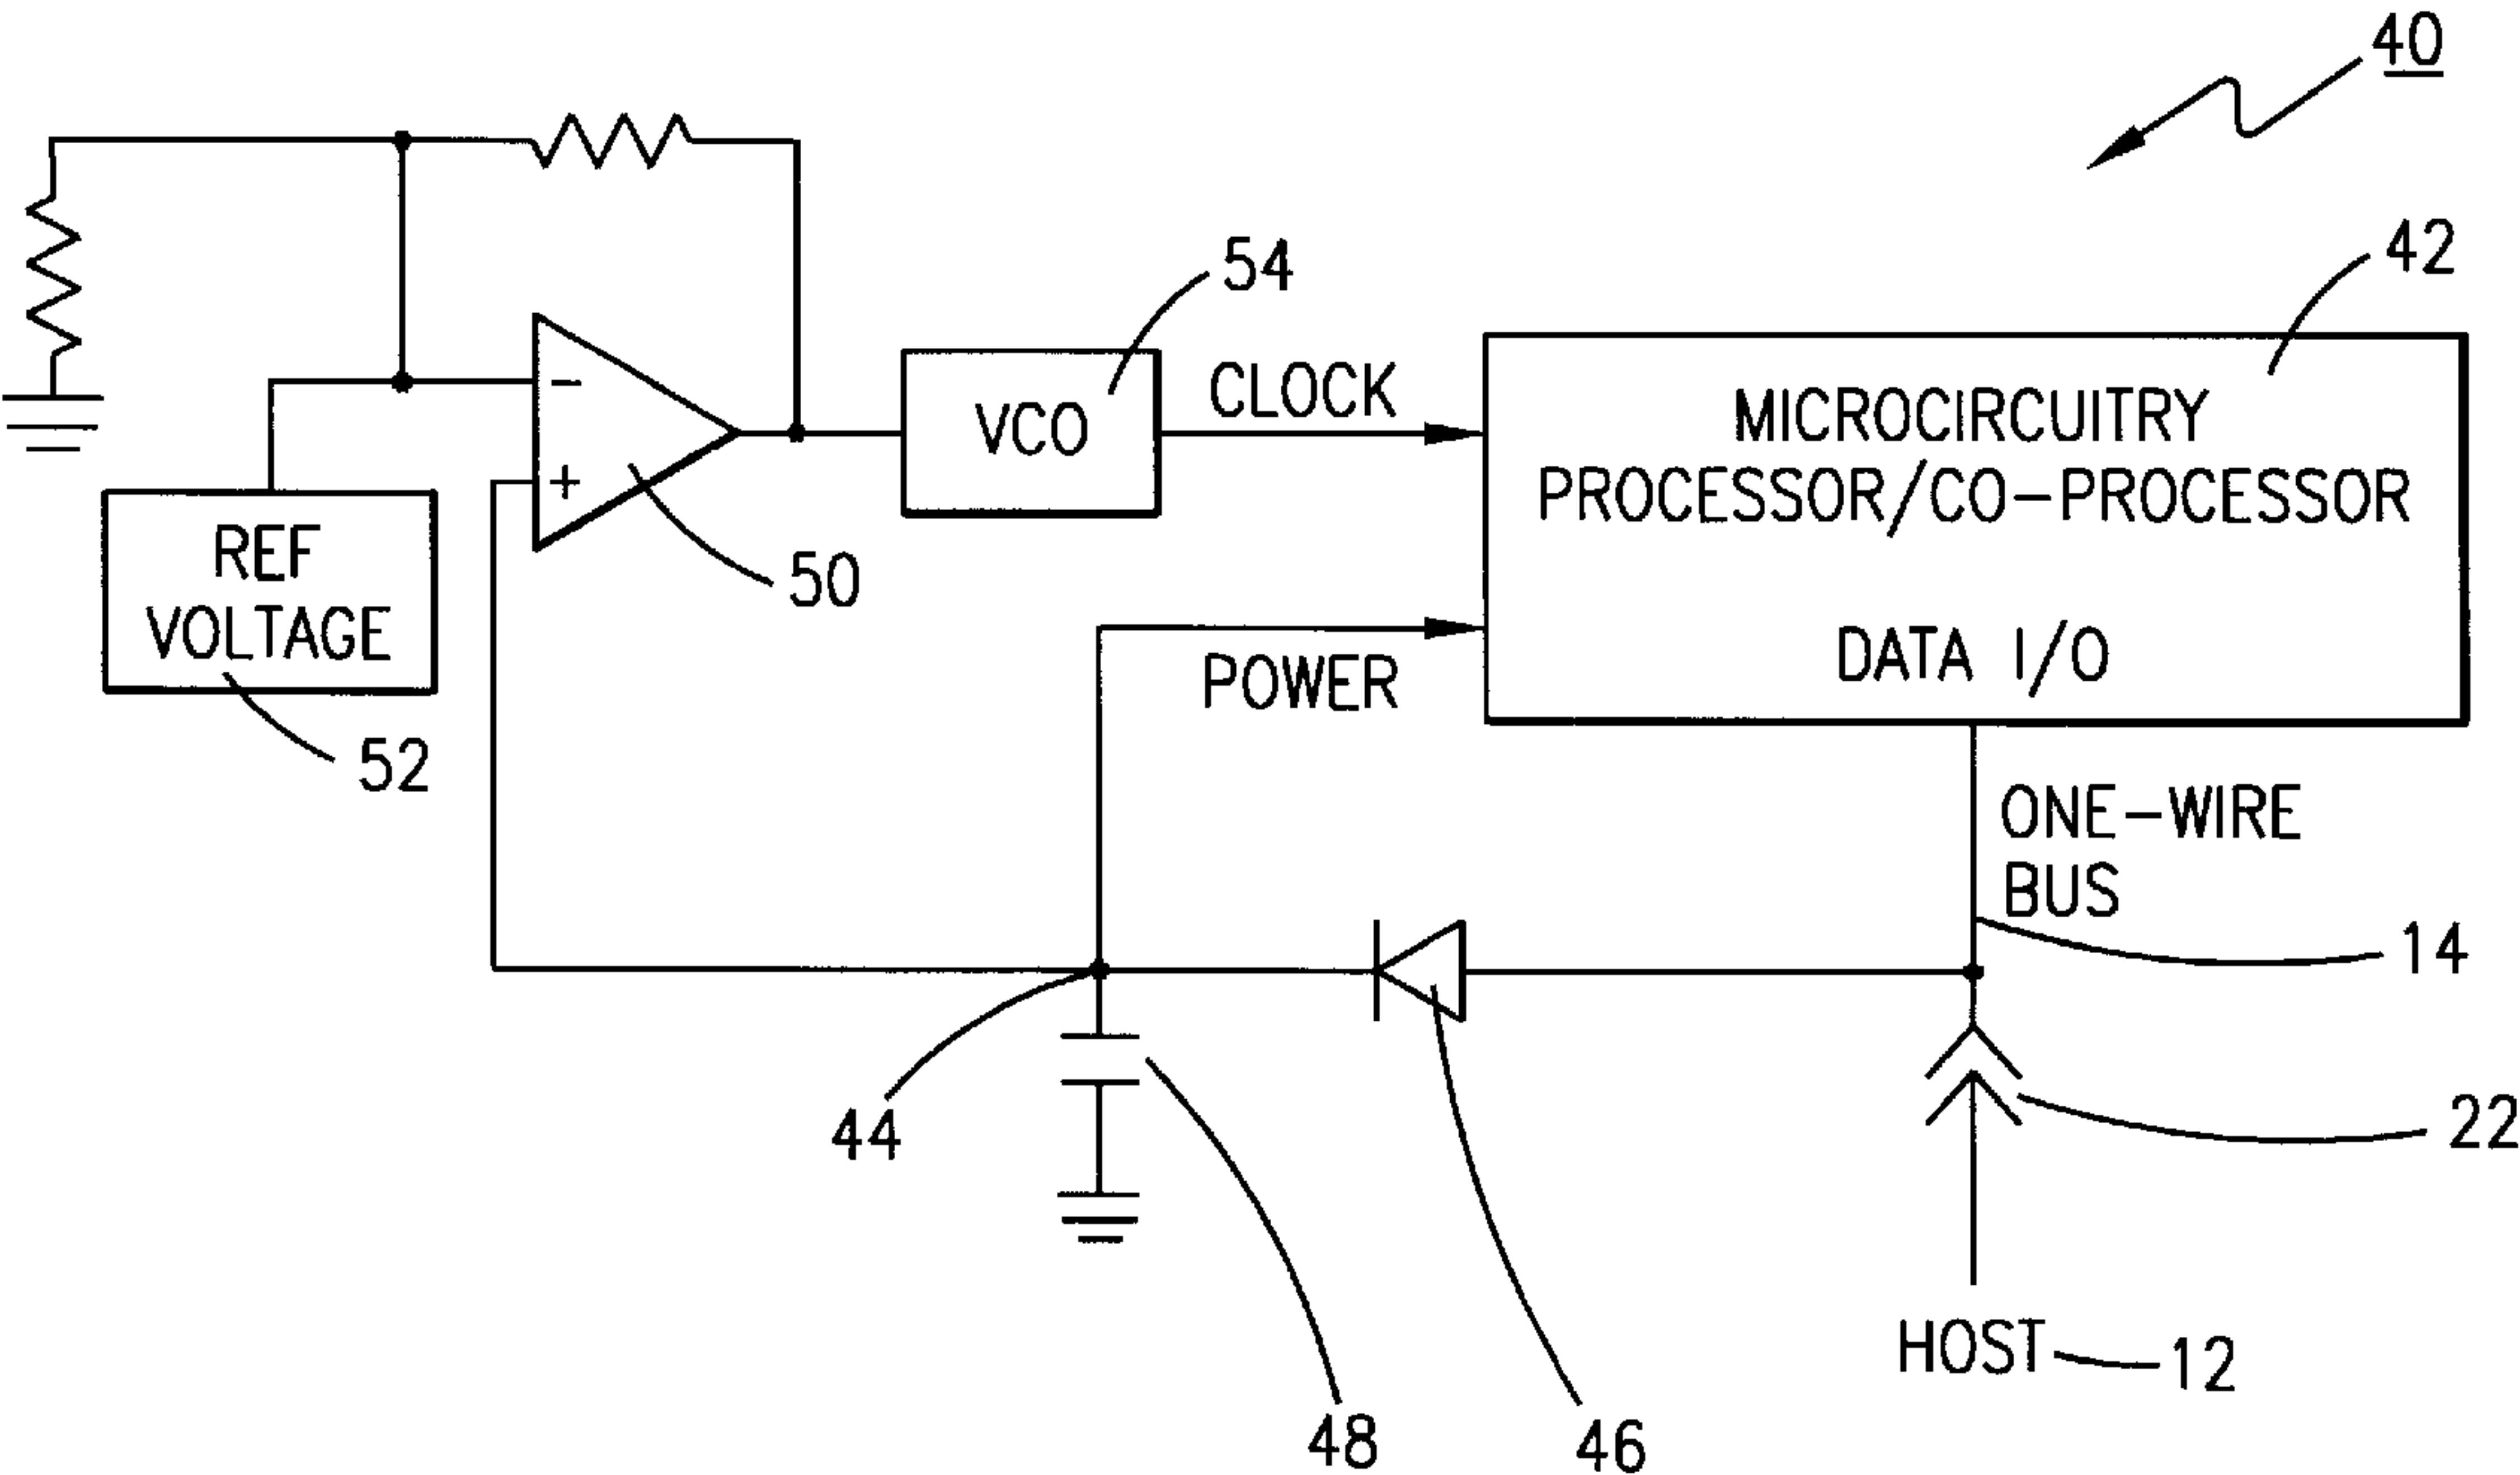 40
42
54
CLOCK
VCO
MICROCIRCUITRY
PROCESSOR/CO-PROCESSOR
DATA I/O
-
+
50
REF
VOLTAGE
52
POWER
ONE-WIRE
BUS
14
44
22
HOST
12
48
46